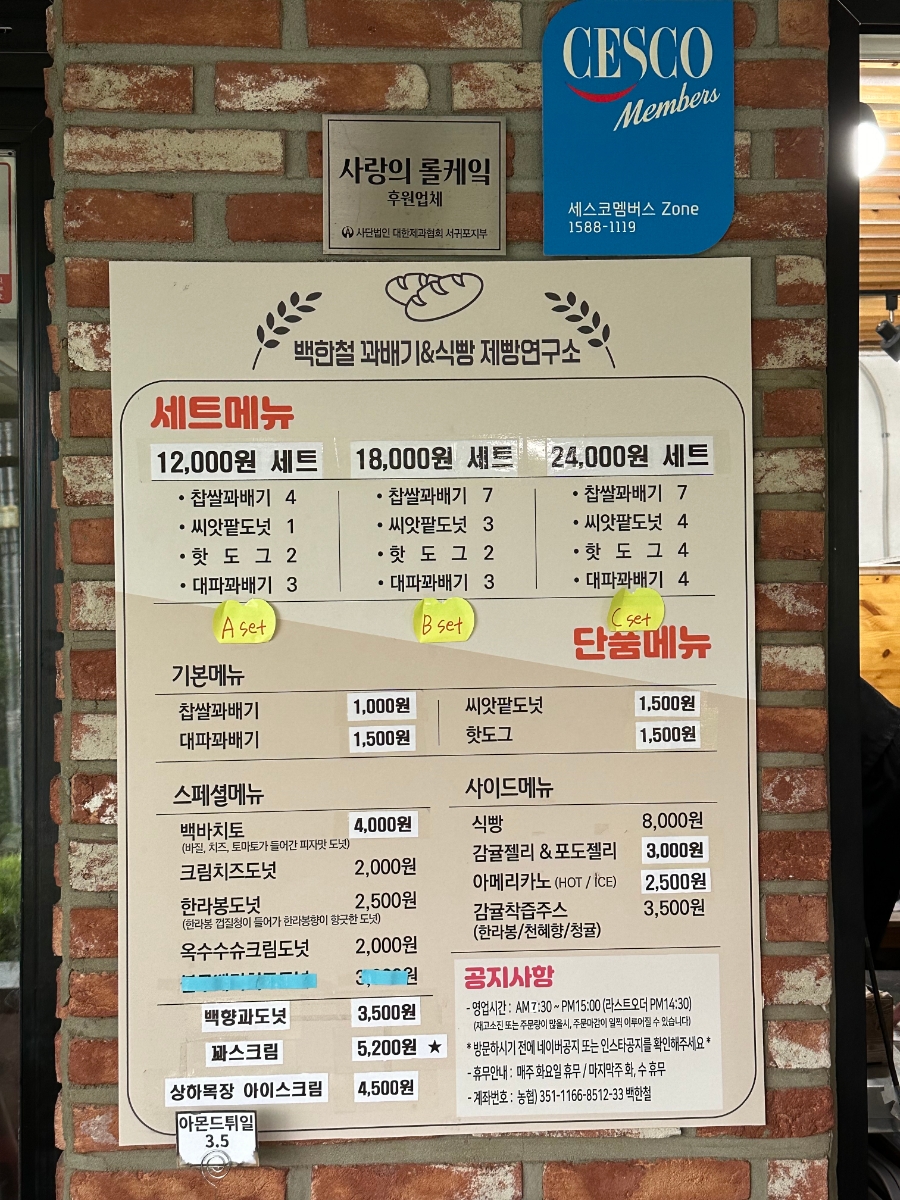 CESCO
Members
세스코멤버스 Zone
1588-1119
사랑의 롤케잌
후원업체
사단법인 대한제과협회 서귀포지부
백한철 꽈배기&식빵 제빵연구소
세트메뉴
12,000원 세트
• 찹쌀꽈배기 4
• 씨앗팥도넛 1
• 핫 도 그 2
• 대파꽈배기 3
A set
18,000원 세트
• 찹쌀꽈배기 7
• 씨앗팥도넛 3
• 핫 도 그 2
• 대파꽈배기 3
B set
24,000원 세트
• 찹쌀꽈배기 7
• 씨앗팥도넛 4
• 핫 도 그 4
• 대파꽈배기 4
C set
단품메뉴
기본메뉴
찹쌀꽈배기 1,000원
대파꽈배기 1,500원
씨앗팥도넛 1,500원
핫도그 1,500원
스페셜메뉴
백바치토 4,000원
(바질, 치즈, 토마토가 들어간 피자맛 도넛)
크림치즈도넛 2,000원
한라봉도넛 2,500원
(한라봉 껍질청이 들어가 한라봉향이 향긋한 도넛)
옥수수슈크림도넛 2,000원
백향과도넛 3,500원
꽈스크림 5,200원 ★
상하목장 아이스크림 4,500원
아몬드튀일
3.5
사이드메뉴
식빵 8,000원
감귤젤리 &포도젤리 3,000원
아메리카노 (HOT / ICE) 2,500원
감귤착즙주스 3,500원
(한라봉/천혜향/청귤)
공지사항
- 영업시간 : AM 7:30 ~ PM15:00 (라스트오더 PM14:30)
(재고소진 또는 주문량이 많을시, 주문마감이 일찍 이루어질 수 있습니다)
* 방문하시기 전에 네이버공지 또는 인스타공지를 확인해주세요 *
- 휴무안내 : 매주 화요일 휴무 / 마지막주 화, 수 휴무
- 계좌번호 : 농협) 351-1166-8512-33 백한철